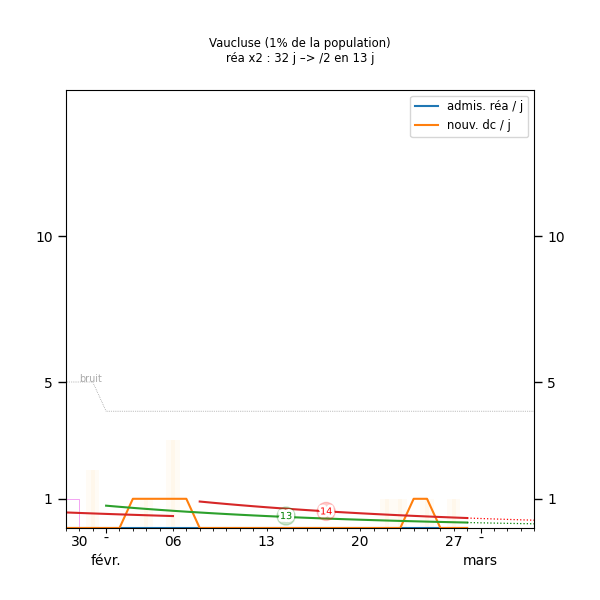 Vaucluse (1% de la population)
réa x2 : 32 j –> /2 en 13 j
admis. réa / j
nouv. dc / j
10
10
bruit
5
5
14
13
1
1
30
-
06
13
20
27
-
févr.
mars